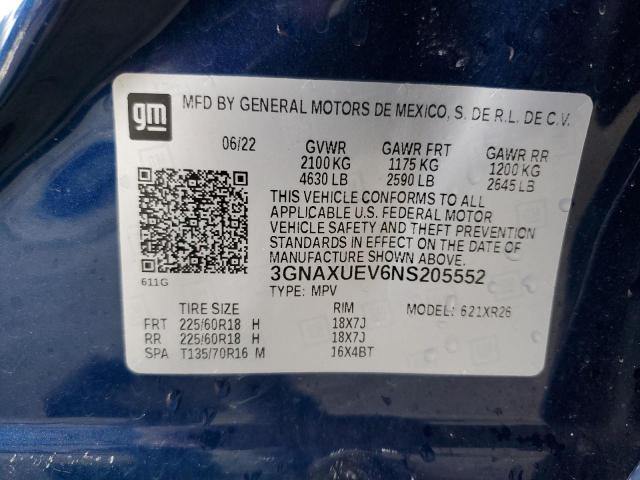 gm
MFD BY GENERAL MOTORS DE MEXICO, S. DE R.L. DE C.V.
06/22 GVWR GAWR FRT GAWR RR
2100 KG 1175 KG 1200 KG
4630 LB 2590 LB 2645 LB
THIS VEHICLE CONFORMS TO ALL
APPLICABLE U.S. FEDERAL MOTOR
VEHICLE SAFETY AND THEFT PREVENTION
STANDARDS IN EFFECT ON THE DATE OF
MANUFACTURE SHOWN ABOVE.
3GNAXUEV6NS205552
611G
TYPE: MPV
TIRE SIZE RIM MODEL: 621XR26
FRT 225/60R18 H 18X7J
RR 225/60R18 H 18X7J
SPA T135/70R16 M 16X4BT